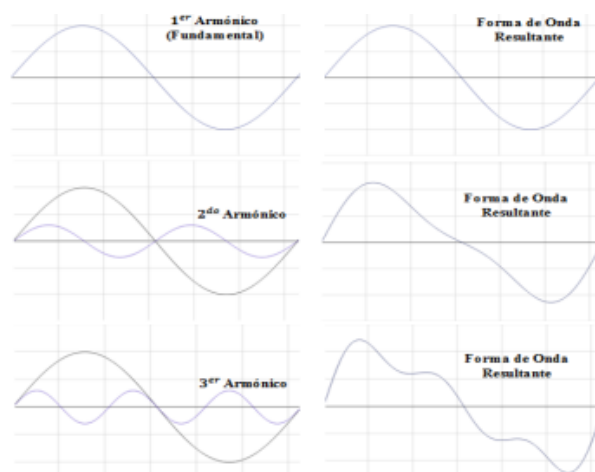 1er Armónico
(Fundamental)
Forma de Onda
Resultante
2do Armónico
Forma de Onda
Resultante
3er Armónico
Forma de Onda
Resultante